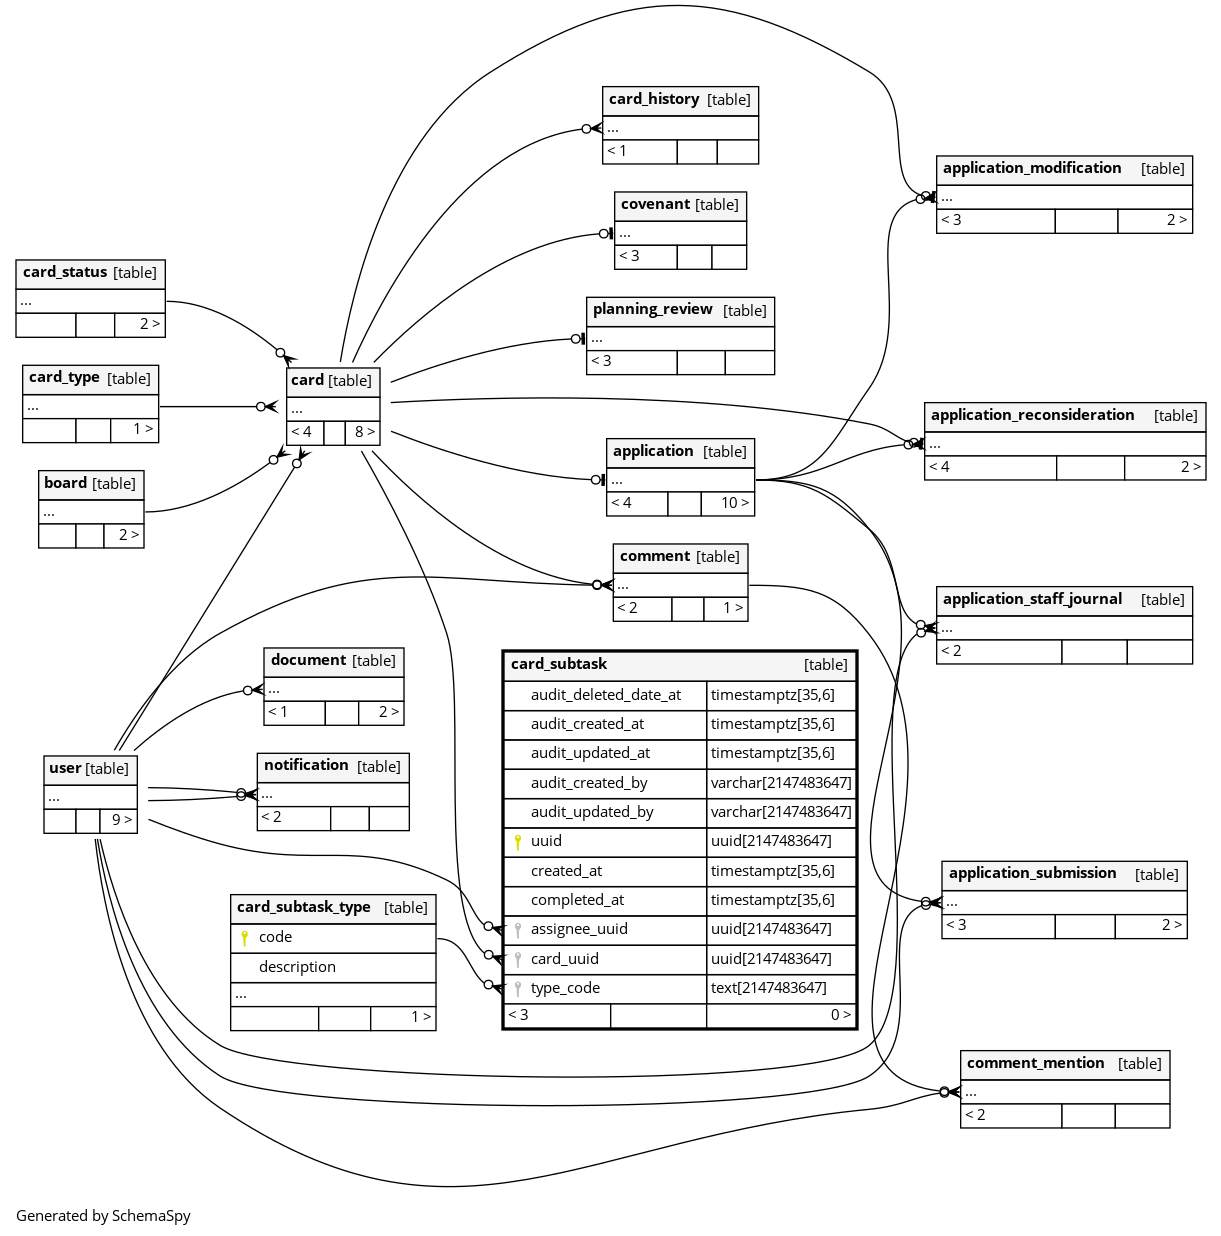 card_history [table]
...
< 1
application_modification [table]
...
< 3 2 >
covenant [table]
...
< 3
card_status [table]
...
2 >
planning_review [table]
...
< 3
card_type [table]
...
1 >
card [table]
...
< 4 8 >
application_reconsideration [table]
...
< 4 2 >
application [table]
...
< 4 10 >
board [table]
...
2 >
comment [table]
...
< 2 1 >
application_staff_journal [table]
...
< 2
document [table]
...
< 1 2 >
user [table]
...
9 >
notification [table]
...
< 2
card_subtask [table]
audit_deleted_date_at timestamptz[35,6]
audit_created_at timestamptz[35,6]
audit_updated_at timestamptz[35,6]
audit_created_by varchar[2147483647]
audit_updated_by varchar[2147483647]
uuid uuid[2147483647]
created_at timestamptz[35,6]
completed_at timestamptz[35,6]
assignee_uuid uuid[2147483647]
card_uuid uuid[2147483647]
type_code text[2147483647]
< 3 0 >
card_subtask_type [table]
code
description
...
1 >
application_submission [table]
...
< 3 2 >
comment_mention [table]
...
< 2
Generated by SchemaSpy